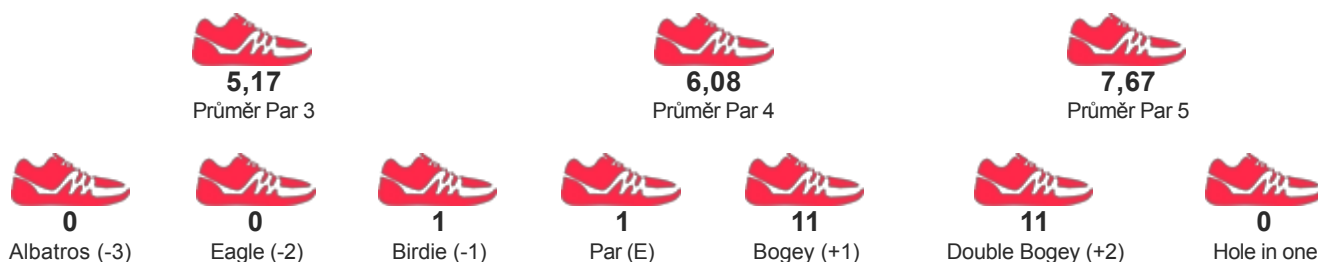 5,17 6,08 7,67
Průměr Par 3 Průměr Par 4 Průměr Par 5
0 0 1 1 11 11 0
Albatros (-3) Eagle (-2) Birdie (-1) Par (E) Bogey (+1) Double Bogey (+2) Hole in one